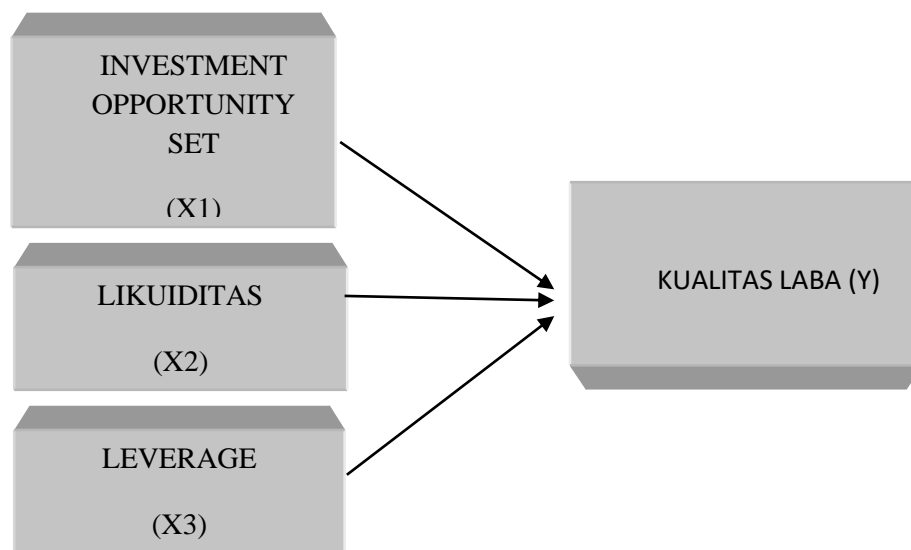 INVESTMENT
OPPORTUNITY
SET
(X1)
LIKUIDITAS
(X2)
LEVERAGE
(X3)
KUALITAS LABA (Y)